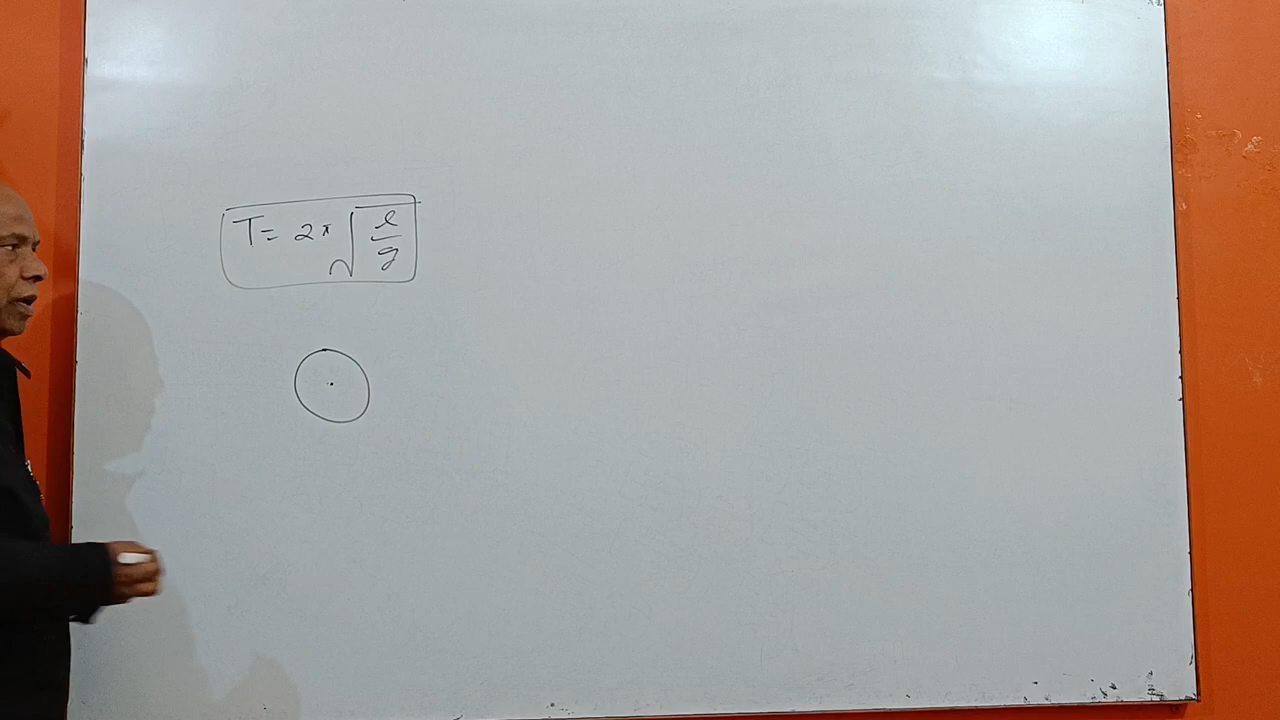 T = 2π √(l/g)